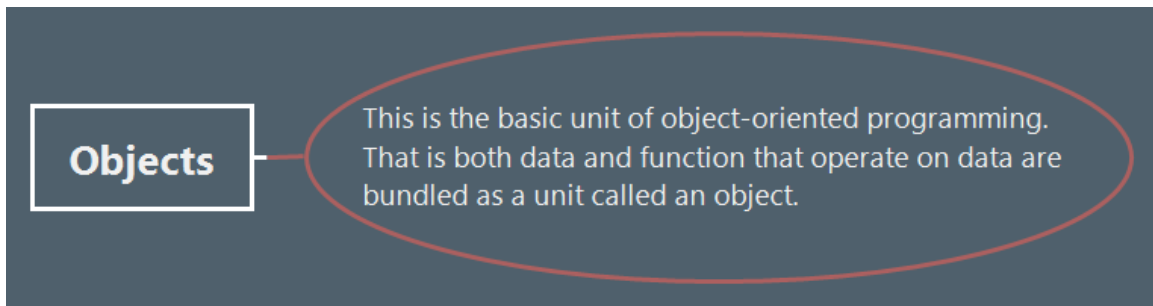 Objects
This is the basic unit of object-oriented programming.
That is both data and function that operate on data are
bundled as a unit called an object.